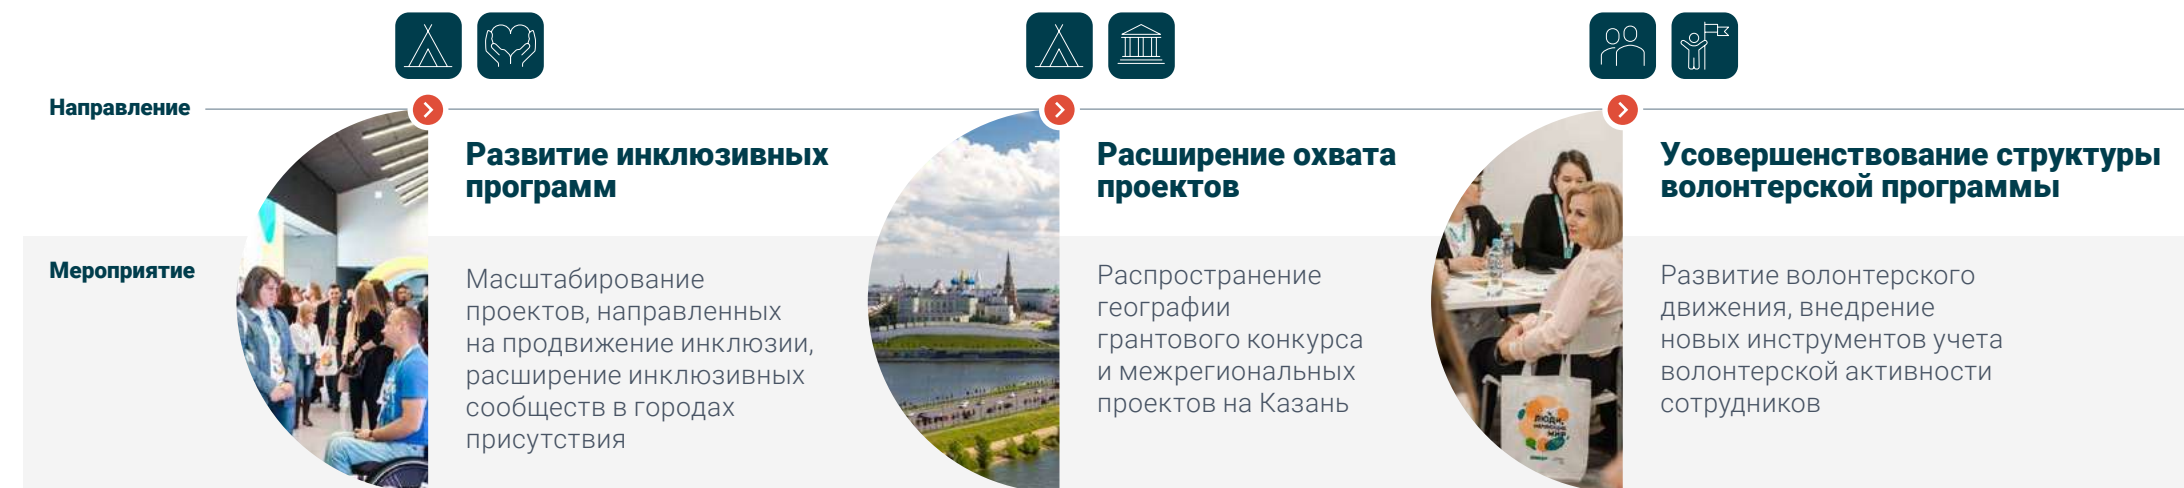 Направление
Развитие инклюзивных
программ
Расширение охвата
проектов
Усовершенствование структуры
волонтерской программы
Мероприятие
Масштабирование
проектов, направленных
на продвижение инклюзии,
расширение инклюзивных
сообществ в городах
присутствия
Распространение
географии
грантового конкурса
и межрегиональных
проектов на Казань
Развитие волонтерского
движения, внедрение
новых инструментов учета
волонтерской активности
сотрудников
ЛЮДИ,
МИР